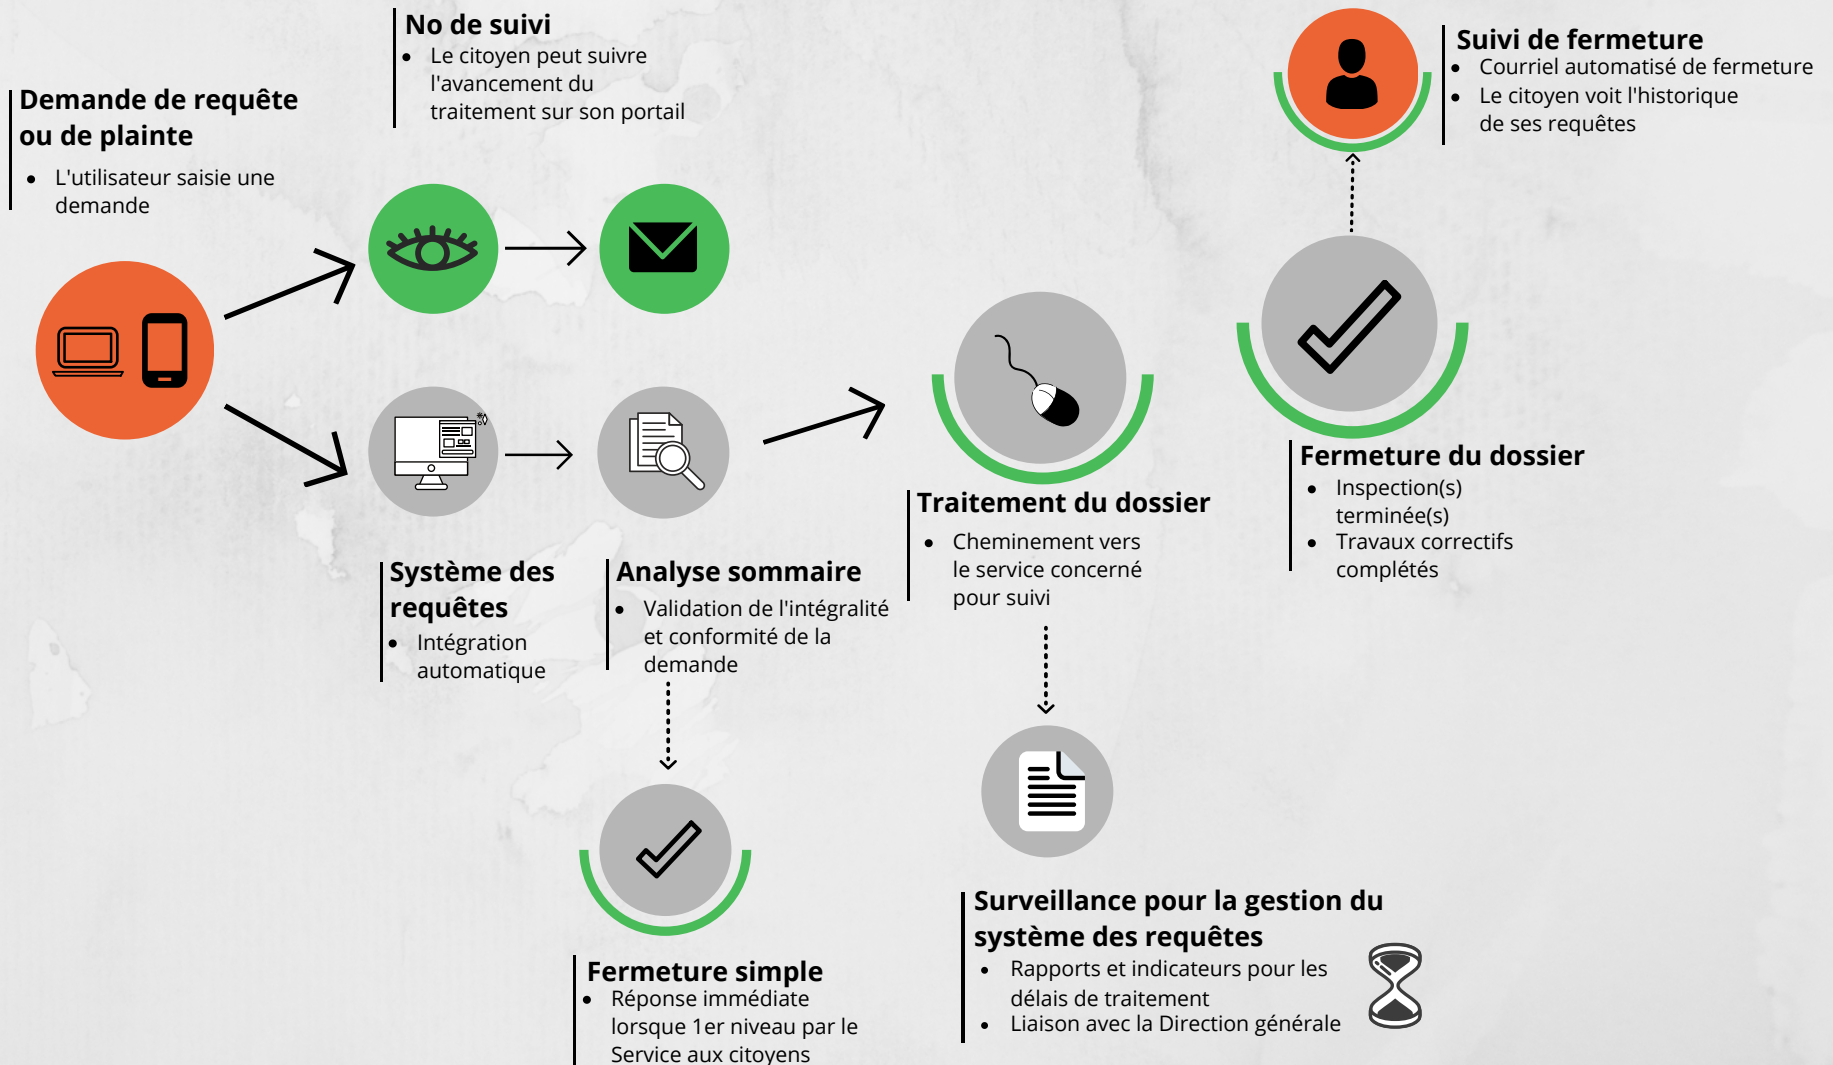 Demande de requête
ou de plainte
• L'utilisateur saisie une
demande
No de suivi
• Le citoyen peut suivre
l'avancement du
traitement sur son portail
Système des
requêtes
• Intégration
automatique
Analyse sommaire
• Validation de l'intégralité
et conformité de la
demande
Fermeture simple
• Réponse immédiate
lorsque 1er niveau par le
Service aux citoyens
Traitement du dossier
• Cheminement vers
le service concerné
pour suivi
Surveillance pour la gestion du
système des requêtes
• Rapports et indicateurs pour les
délais de traitement
• Liaison avec la Direction générale
Fermeture du dossier
• Inspection(s)
terminée(s)
• Travaux correctifs
complétés
Suivi de fermeture
• Courriel automatisé de fermeture
• Le citoyen voit l'historique
de ses requêtes